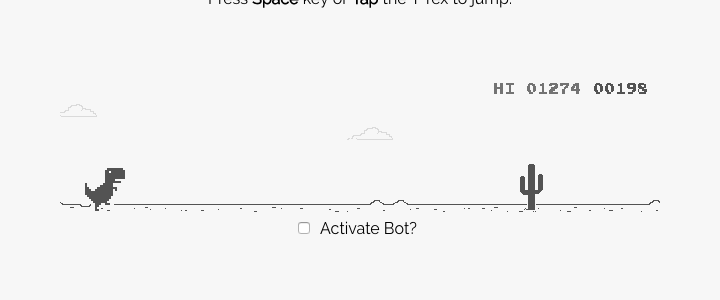 Press Space key or Tap the T-rex to jump.
HI 01274 00198
Activate Bot?